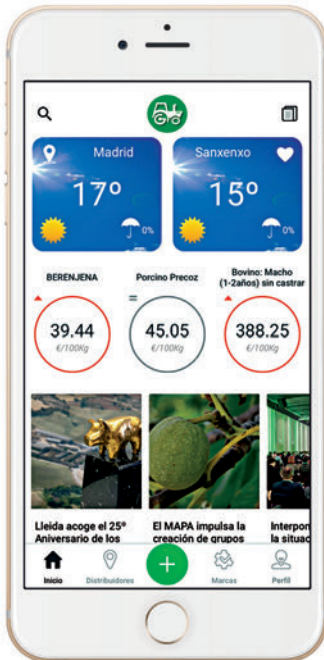 Madrid
17º
0%
Sanxenxo
15º
0%
BERENJENA
39.44
€/100Kg
Porcino Precoz
=
45.05
€/100Kg
Bovino: Macho
(1-2años) sin castrar
388.25
€/100Kg
Lleida acoge el 25º
Aniversario de los
El MAPA impulsa la
creación de grupos
Interpon
la situac
Inicio
Distribuidores
+
Marcas
Perfil